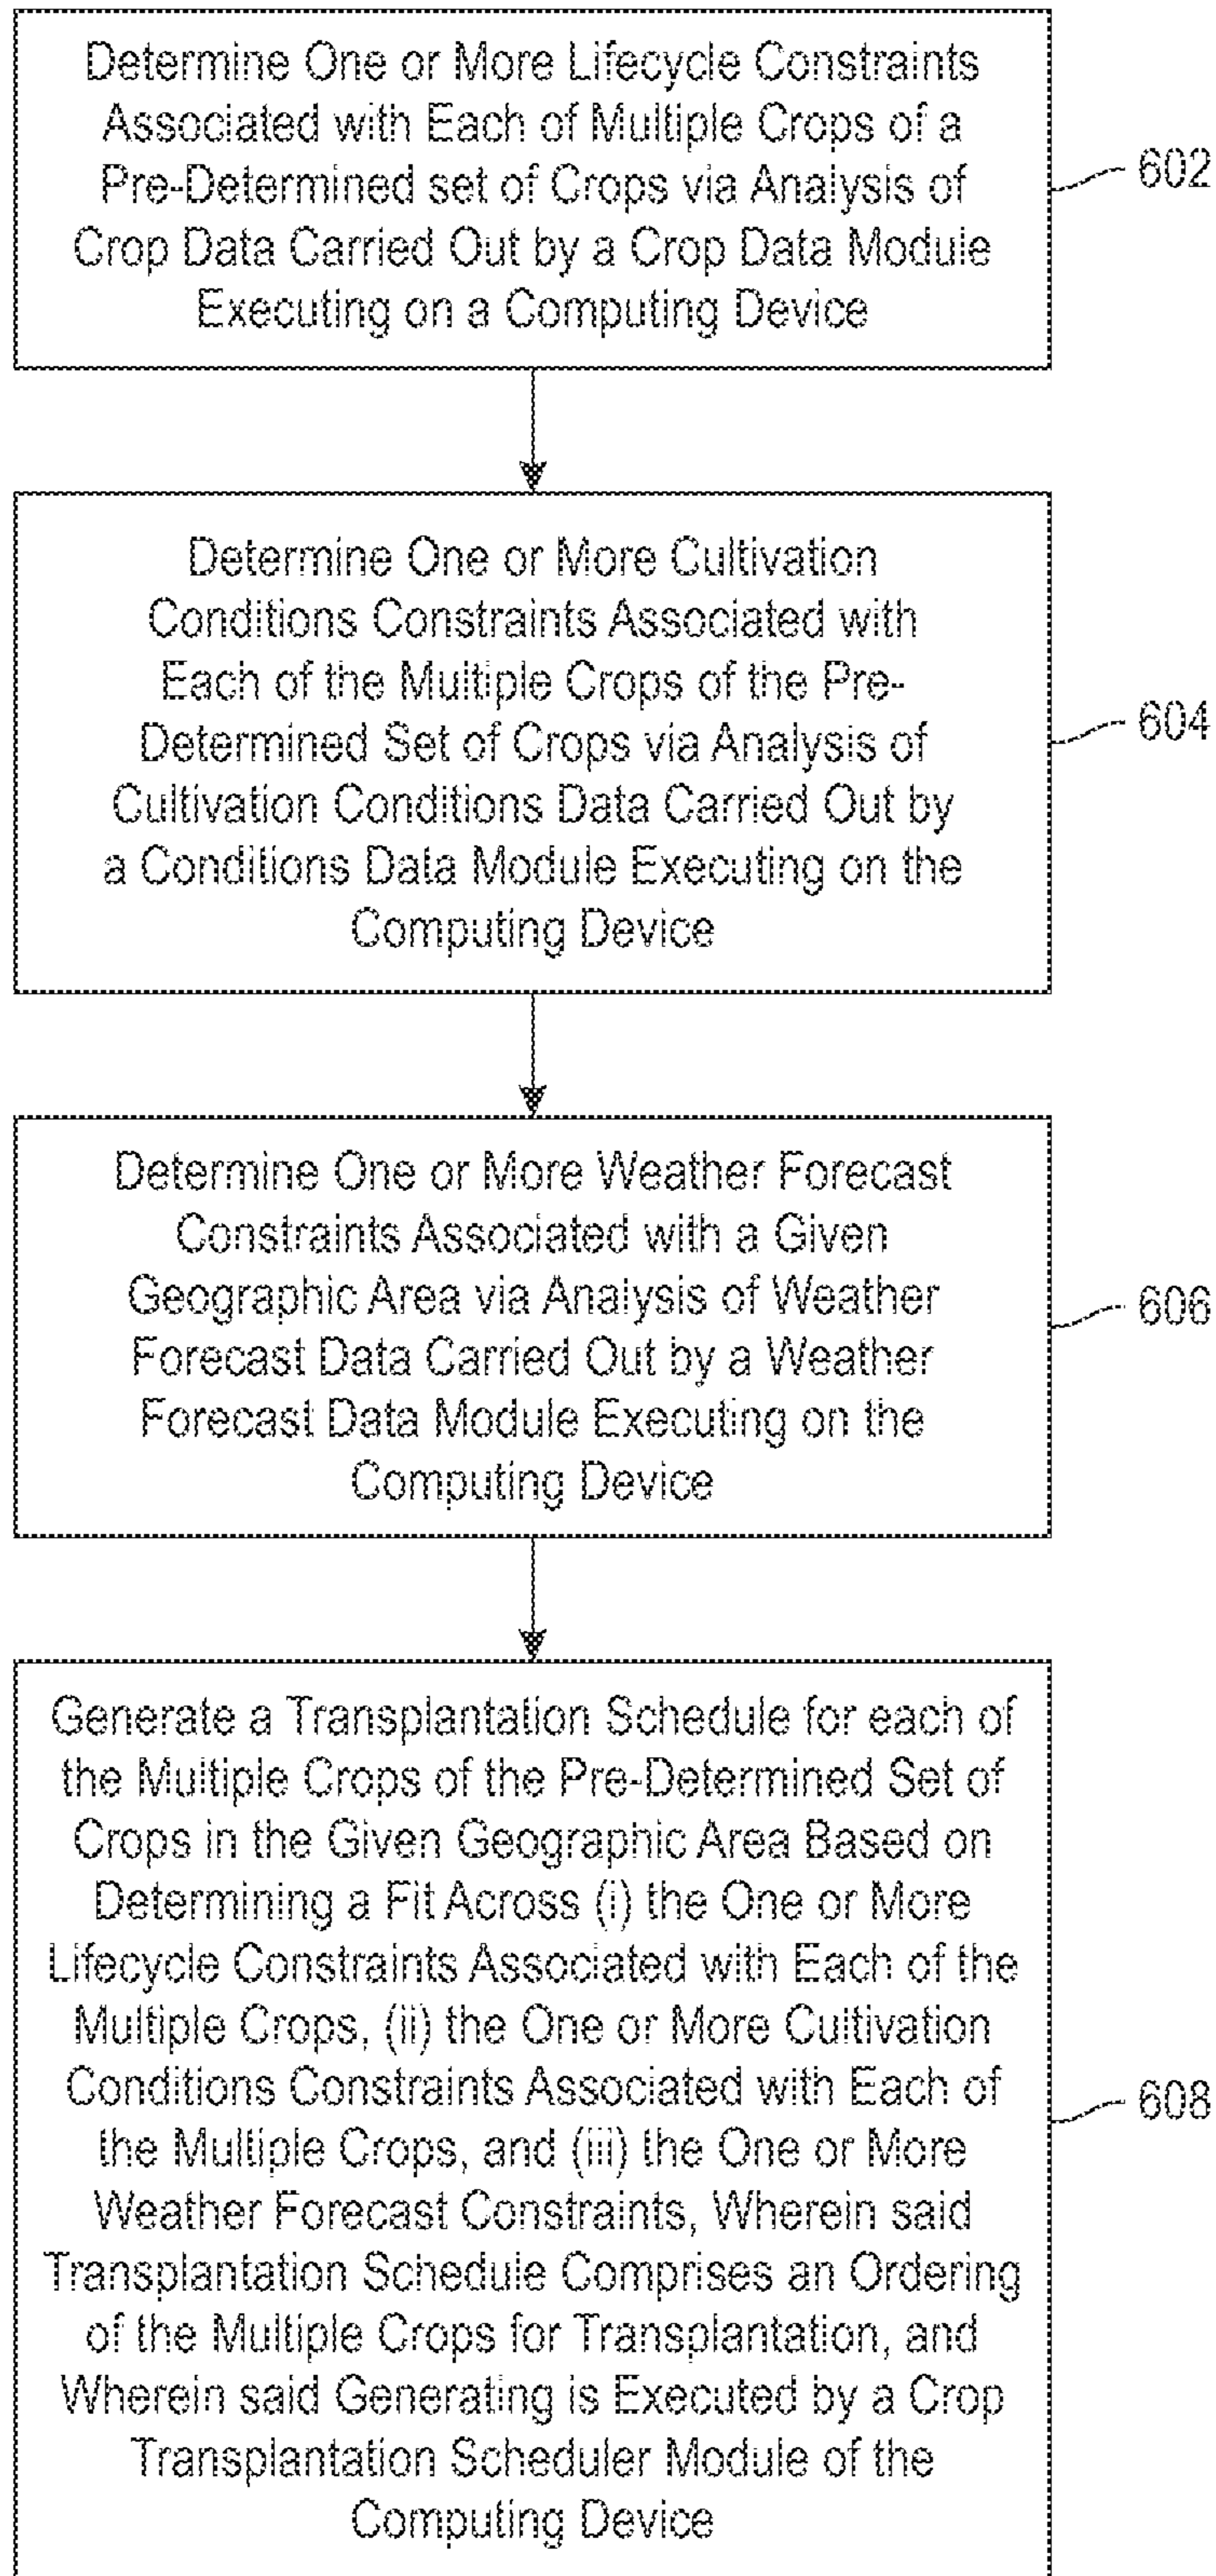 Determine One or More Lifecycle Constraints
Associated with Each of Multiple Crops of a
Pre-Determined set of Crops via Analysis of
Crop Data Carried Out by a Crop Data Module
Executing on a Computing Device
602
Determine One or More Cultivation
Conditions Constraints Associated with
Each of the Multiple Crops of the Pre-
Determined Set of Crops via Analysis of
Cultivation Conditions Data Carried Out by
a Conditions Data Module Executing on the
Computing Device
604
Determine One or More Weather Forecast
Constraints Associated with a Given
Geographic Area via Analysis of Weather
Forecast Data Carried Out by a Weather
Forecast Data Module Executing on the
Computing Device
606
Generate a Transplantation Schedule for each of
the Multiple Crops of the Pre-Determined Set of
Crops in the Given Geographic Area Based on
Determining a Fit Across (i) the One or More
Lifecycle Constraints Associated with Each of the
Multiple Crops, (ii) the One or More Cultivation
Conditions Constraints Associated with Each of
the Multiple Crops, and (iii) the One or More
Weather Forecast Constraints, Wherein said
Transplantation Schedule Comprises an Ordering
of the Multiple Crops for Transplantation, and
Wherein said Generating is Executed by a Crop
Transplantation Scheduler Module of the
Computing Device
608